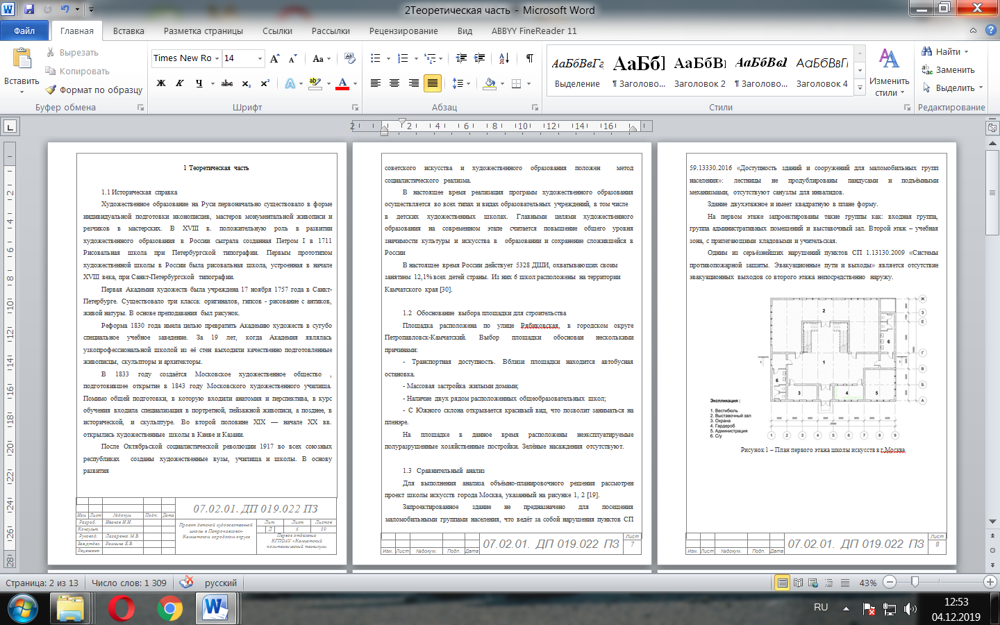 2Теоретическая часть - Microsoft Word
Файл Главная Вставка Разметка страницы Ссылки Рассылки Рецензирование Вид ABBYY FineReader 11
Вставить
Вырезать
Копировать
Формат по образцу
Буфер обмена
Times New Ro 14
Шрифт
Абзац
АаБбВвГг АаБбІ АаБбВı АаБбВвІ АаБбВвГІ
Выделение ¶ Заголово... Заголовок 2 ¶ Заголово... Заголовок 4
Стили
Изменить стили
Найти
Заменить
Выделить
Редактирование
2 2 4 6 8 10 12 14 16
1 Теоретическая часть
1.1 Историческая справка
Художественное образование на Руси первоначально существовало в форме
индивидуальной подготовки иконописцев, мастеров монументальной живописи и
резчиков в мастерских. В XVIII в. положительную роль в развитии
художественного образования в России сыграла созданная Петром I в 1711
Рисовальная школа при Петербургской типографии. Первым прототипом
художественной школы в России была рисовальная школа, устроенная в начале
XVIII века, при Санкт-Петербургской типографии.
Первая Академия художеств была учреждена 17 ноября 1757 года в Санкт-
Петербурге. Существовало три класса: оригиналов, гипсов - рисование с антиков,
живой натуры. В основе преподавания был рисунок.
Реформа 1830 года имела целью превратить Академию художеств в сугубо
специальное учебное заведение. За 19 лет, когда Академия являлась
узкопрофессиональной школой из её стен выходили качественно подготовленные
живописцы, скульпторы и архитекторы.
В 1833 году создаётся Московское художественное общество ,
подготовившее открытие в 1843 году Московского художественного училища.
Помимо общей подготовки, в которую входили анатомия и перспектива, в курс
обучения входила специализация в портретной, пейзажной живописи, а позднее, в
исторической, и скульптуре. Во второй половине XIX — начале XX вв.
открылись художественные школы в Киеве и Казани.
После Октябрьской социалистической революции 1917 во всех союзных
республиках созданы художественные вузы, училища и школы. В основу
развития
07.02.01. ДП 019.022 ПЗ
Изм Лист №докум. Подп. Дата
Разраб. Иванов И.И.
Консульт.
Руковод. Лазаренко М.В.
Зав.отдел. Рахмина Е.В.
Рецензент
Проект детской художественной
школы в Петропавловск-
Камчатском городском округе
Лит. Лист Листов
Д 6 39
Первое отделение
КГПОАУ «Камчатский
политехнический техникум»
советского искусства и художественного образования положен метод
социалистического реализма.
В настоящее время реализация программ художественного образования
осуществляется во всех типах и видах образовательных учреждений, в том числе
в детских художественных школах. Главными целями художественного
образования на современном этапе считается повышение общего уровня
значимости культуры и искусства в образовании и сохранение сложившейся в
России
В настоящее время России действует 5328 ДШИ, охватывающих своим
занятием 12,1% всех детей страны. Из них 6 школ расположены на территории
Камчатского края [30].
1.2 Обоснование выбора площадки для строительства
Площадка расположена по улице Рябиковская, в городском округе
Петропавловск-Камчатский. Выбор площадки обоснован несколькими
причинами:
- Транспортная доступность. Вблизи площадки находится автобусная
остановка.
- Массовая застройка жилыми домами;
- Наличие двух рядом расположенных общеобразовательных школ;
- С Южного склона открывается красивый вид, что позволит заниматься на
пленэре.
На площадке в данное время расположены неэксплуатируемые
полуразрушенные хозяйственные постройки. Зелёные насаждения отсутствуют.
1.3 Сравнительный анализ
Для выполнения анализа объёмно-планировочного решения рассмотрен
проект школы искусств города Москва, указанный на рисунке 1, 2 [19].
Запроектированное здание не предназначено для посещения
маломобильными группами населения, что ведёт за собой нарушения пунктов СП
Изм. Лист №докум. Подп. Дата
07.02.01. ДП 019.022 ПЗ
Лист
7
59.13330.2016 «Доступность зданий и сооружений для маломобильных групп
населения»: лестницы не продублированы пандусами и подъёмными
механизмами, отсутствуют санузлы для инвалидов.
Здание двухэтажное и имеет квадратную в плане форму.
На первом этаже запроектированы такие группы как: входная группа,
группа административных помещений и выставочный зал. Второй этаж – учебная
зона, с прилегающими кладовыми и учительская.
Одним из серьёзнейших нарушений пунктов СП 1.13130.2009 «Системы
противопожарной защиты. Эвакуационные пути и выходы» является отсутствие
эвакуационных выходов со второго этажа непосредственно наружу.
2
1
6
6
3 4 5
1 1
Ж
З
Е
Г
В
Б
А
1 2 3 4 5 6 7 8 9
Экспликация :
1. Вестибюль
2. Выставочный зал
3. Охрана
4. Гардероб
5. Администрация
6. С/у
Рисунок 1 – План первого этажа школы искусств в г.Москва
Изм. Лист №докум. Подп. Дата
07.02.01. ДП 019.022 ПЗ
Лист
8
Страница: 2 из 13 Число слов: 1 309 русский 43%
RU 12:53
04.12.2019